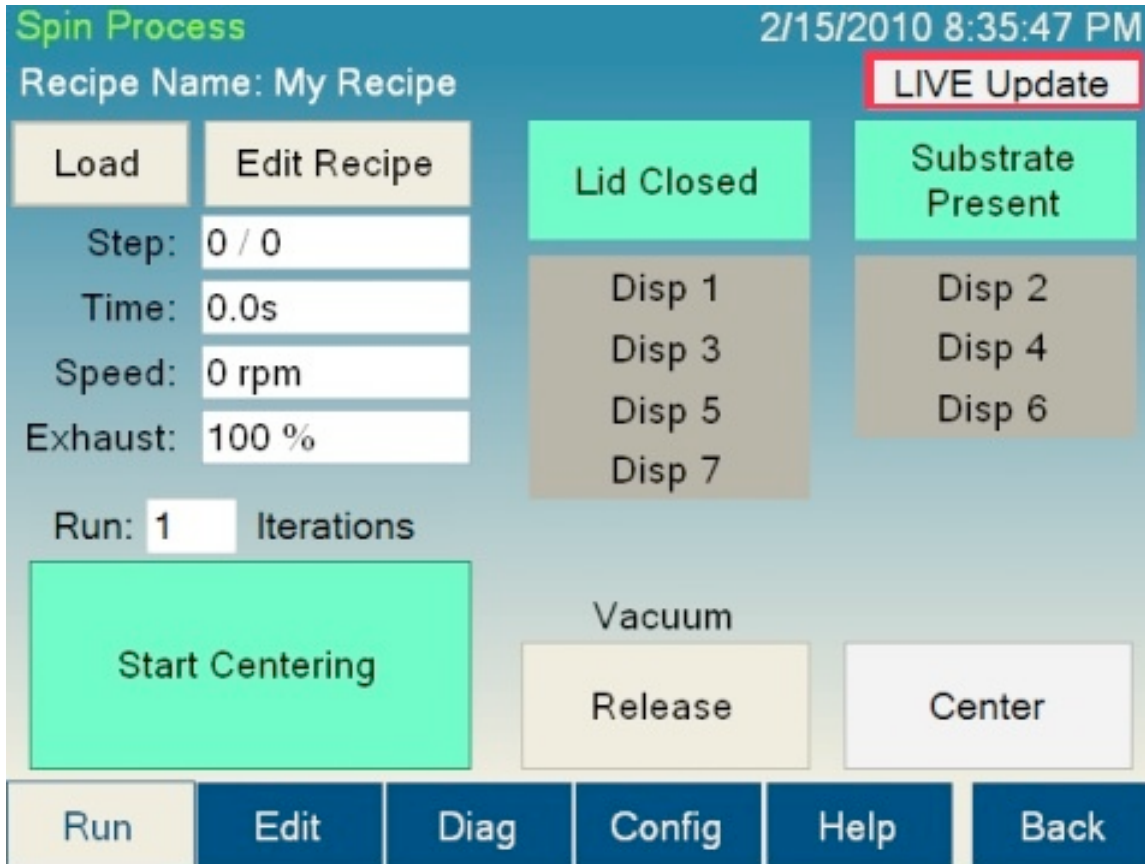 Spin Process 2/15/2010 8:35:47 PM
Recipe Name: My Recipe LIVE Update
Load Edit Recipe
Lid Closed
Substrate
Present
Step: 0 / 0
Time: 0.0s
Speed: 0 rpm
Exhaust: 100 %
Disp 1 Disp 2
Disp 3 Disp 4
Disp 5 Disp 6
Disp 7
Run: 1 Iterations
Start Centering
Vacuum
Release Center
Run Edit Diag Config Help Back